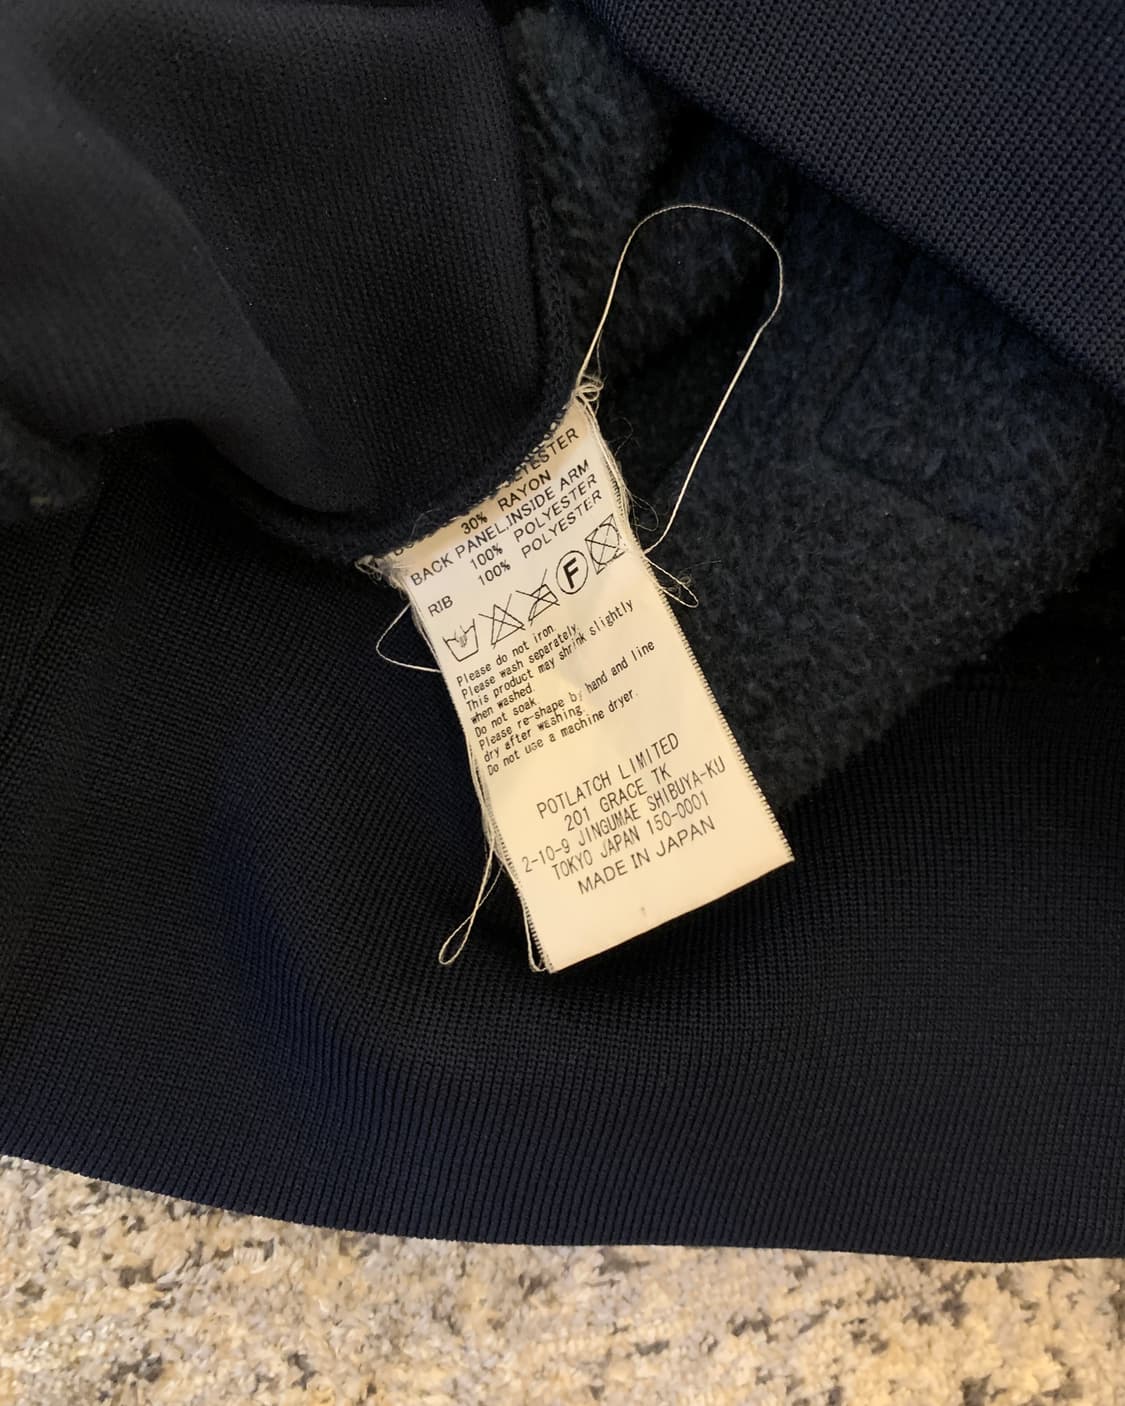 30% RAYON
BACK PANEL,INSIDE ARM
100% POLYESTER
RIB 100% POLYESTER
F
Please do not iron.
Please wash separately.
This product may shrink slightly
when washed.
Do not soak.
Please re-shape by hand and line
dry after washing.
Do not use a machine dryer.
POTLATCH LIMITED
201 GRACE TK
2-10-9 JINGUMAE SHIBUYA-KU
TOKYO JAPAN 150-0001
MADE IN JAPAN